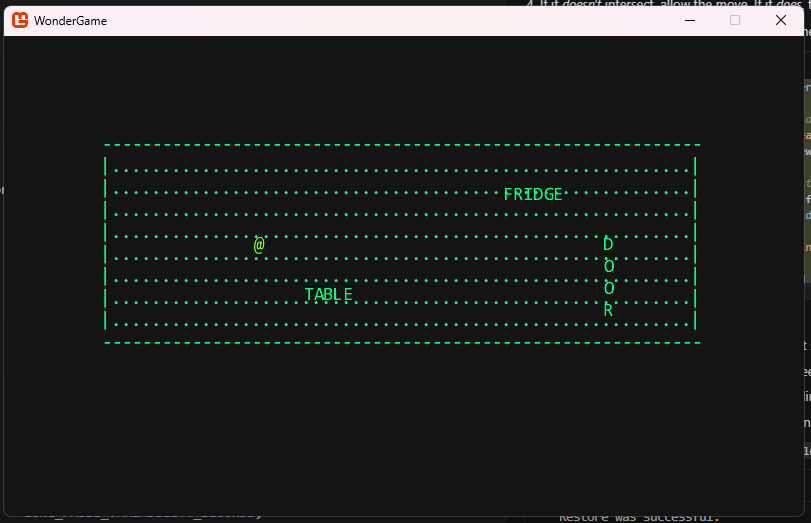 4. If it doesn't intersect, allow the move. If it does,
WonderGame
------------------------------------------------------------
|..........................................................|
|.......................................FRIDGE.............|
|..........................................................|
|..........................................................|
@ D
|..........................................................|
O
|..........................................................|
TABLE O
|..........................................................|
R
|..........................................................|
------------------------------------------------------------
Restore was successful.